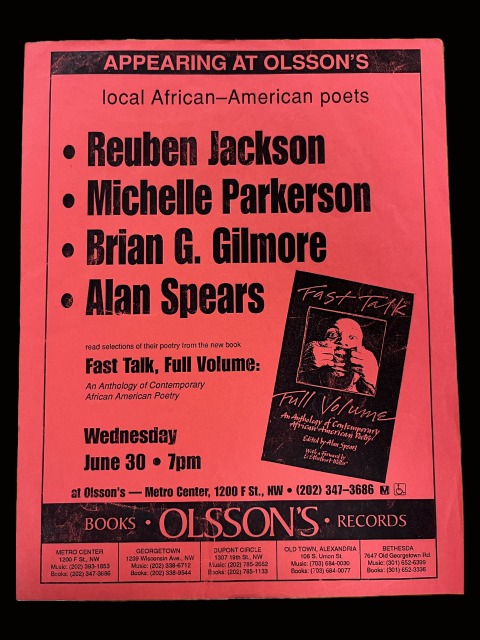 APPEARING AT OLSSON'S
local African–American poets
• Reuben Jackson
• Michelle Parkerson
• Brian G. Gilmore
• Alan Spears
read selections of their poetry from the new book
Fast Talk, Full Volume:
An Anthology of Contemporary
African American Poetry
Fast Talk
Full Volume
An Anthology of Contemporary
African American Poetry
Edited by Alan Spears
With a Foreword by
Wednesday
June 30 • 7pm
at Olsson's — Metro Center, 1200 F St., NW • (202) 347–3686 M
BOOKS • OLSSON'S • RECORDS
METRO CENTER
1200 F St., NW
Music: (202) 393-1853
Books: (202) 347-3686
GEORGETOWN
1239 Wisconsin Ave., NW
Music: (202) 338-6712
Books: (202) 338-9544
DUPONT CIRCLE
1307 19th St., NW
Music: (202) 785-2662
Books: (202) 785-1133
OLD TOWN, ALEXANDRIA
106 S. Union St.
Music: (703) 684-0030
Books: (703) 684-0077
BETHESDA
7647 Old Georgetown Rd.
Music: (301) 652-6399
Books: (301) 652-3336